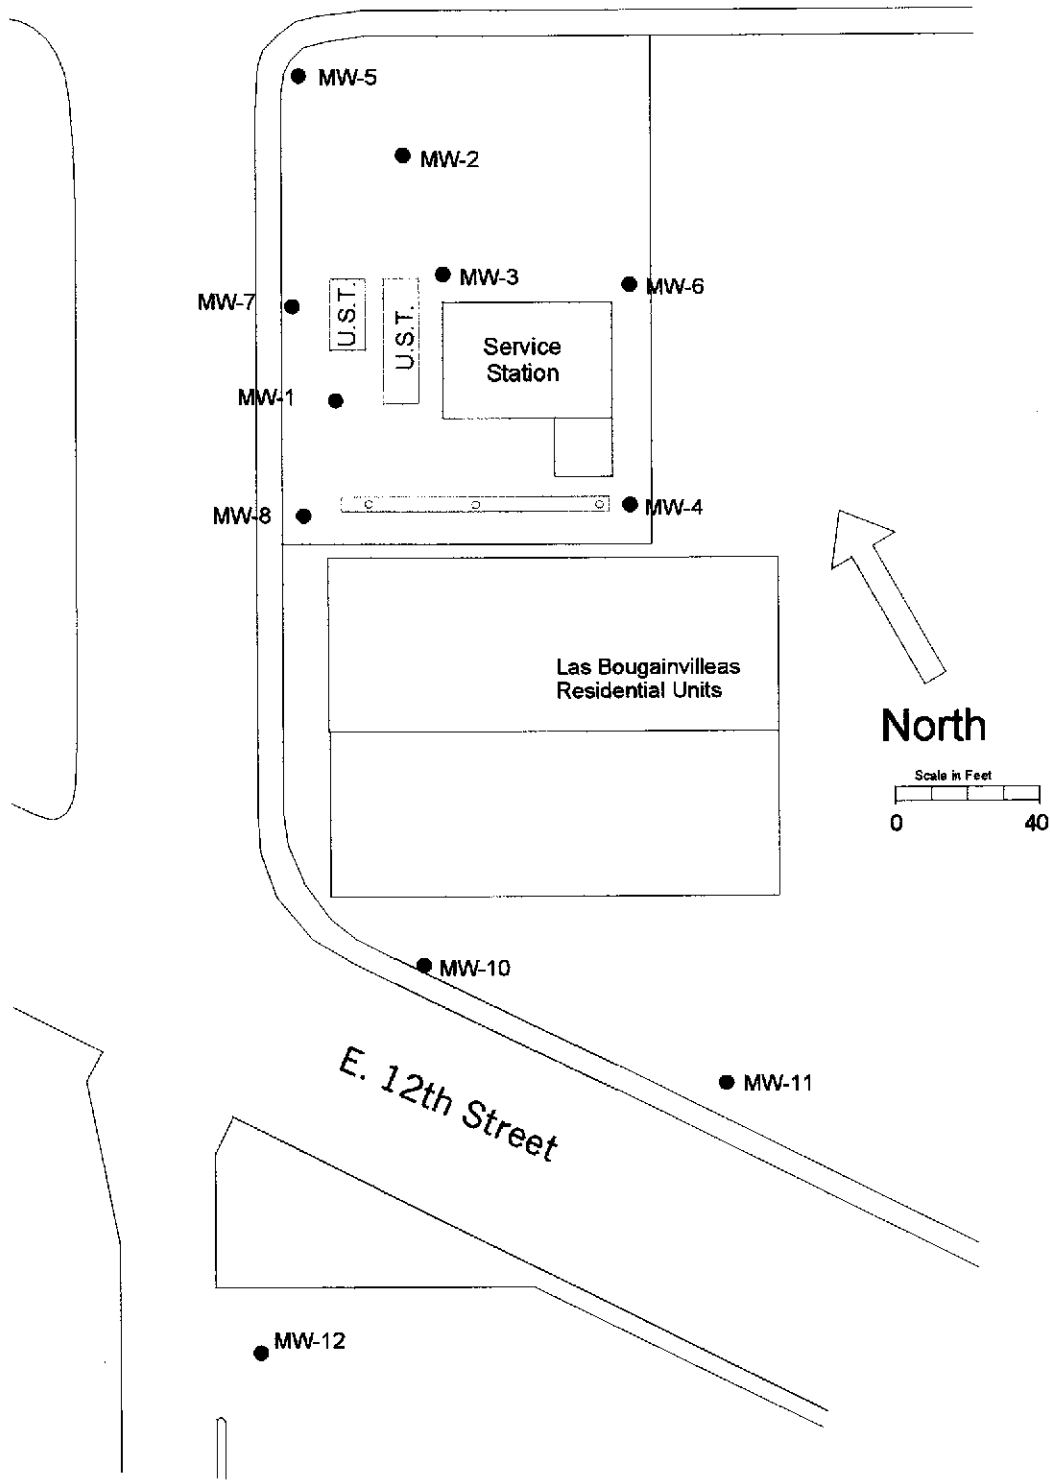 MW-5
MW-2
MW-3
MW-6
MW-7
U.S.T.
U.S.T.
Service
Station
MW-1
MW-8
MW-4
Las Bougainvilleas
Residential Units
North
Scale in Feet
0
40
MW-10
E. 12th Street
MW-11
MW-12